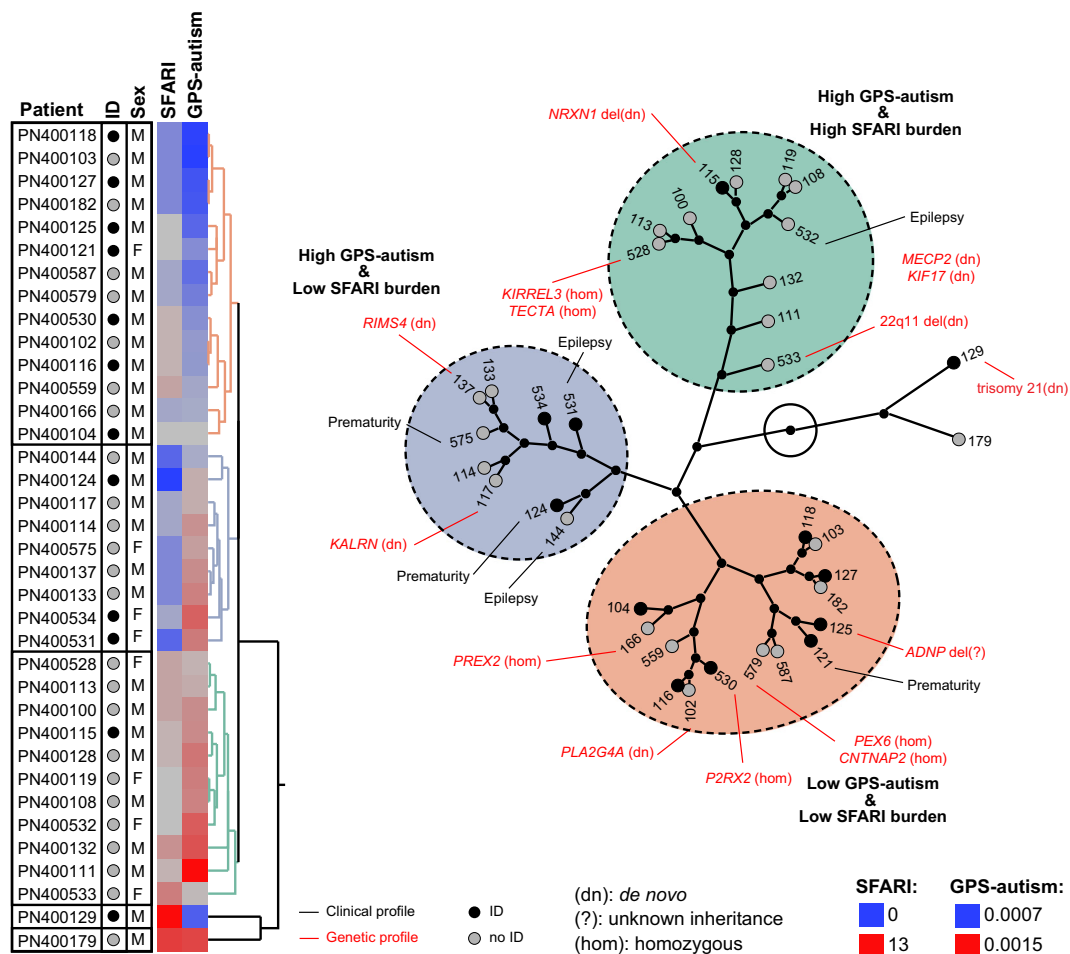 Patient ID Sex SFARI GPS-autism
PN400118 M
PN400103 M
PN400127 M
PN400182 M
PN400125 M
PN400121 F
PN400587 M
PN400579 M
PN400530 M
PN400102 M
PN400116 M
PN400559 M
PN400166 M
PN400104 M
PN400144 M
PN400124 M
PN400117 M
PN400114 M
PN400575 F
PN400137 M
PN400133 M
PN400534 F
PN400531 F
PN400528 F
PN400113 M
PN400100 M
PN400115 M
PN400128 M
PN400119 F
PN400108 M
PN400532 F
PN400132 M
PN400111 M
PN400533 F
PN400129 M
PN400179 M
High GPS-autism
&
High SFARI burden
NRXN1 del(dn)
115
128
119
108
100
113
528
532
Epilepsy
132
111
533
MECP2 (dn)
KIF17 (dn)
KIRREL3 (hom)
TECTA (hom)
22q11 del(dn)
129
trisomy 21(dn)
179
High GPS-autism
&
Low SFARI burden
RIMS4 (dn)
Epilepsy
137
133
534
531
Prematurity
575
114
117
124
144
KALRN (dn)
Prematurity
Epilepsy
118
103
127
182
104
166
125
121
559
579
587
530
116
102
ADNP del(?)
Prematurity
PREX2 (hom)
PLA2G4A (dn)
P2RX2 (hom)
PEX6 (hom)
CNTNAP2 (hom)
Low GPS-autism
&
Low SFARI burden
Clinical profile
Genetic profile
ID
no ID
(dn): de novo
(?): unknown inheritance
(hom): homozygous
SFARI:
0
13
GPS-autism:
0.0007
0.0015